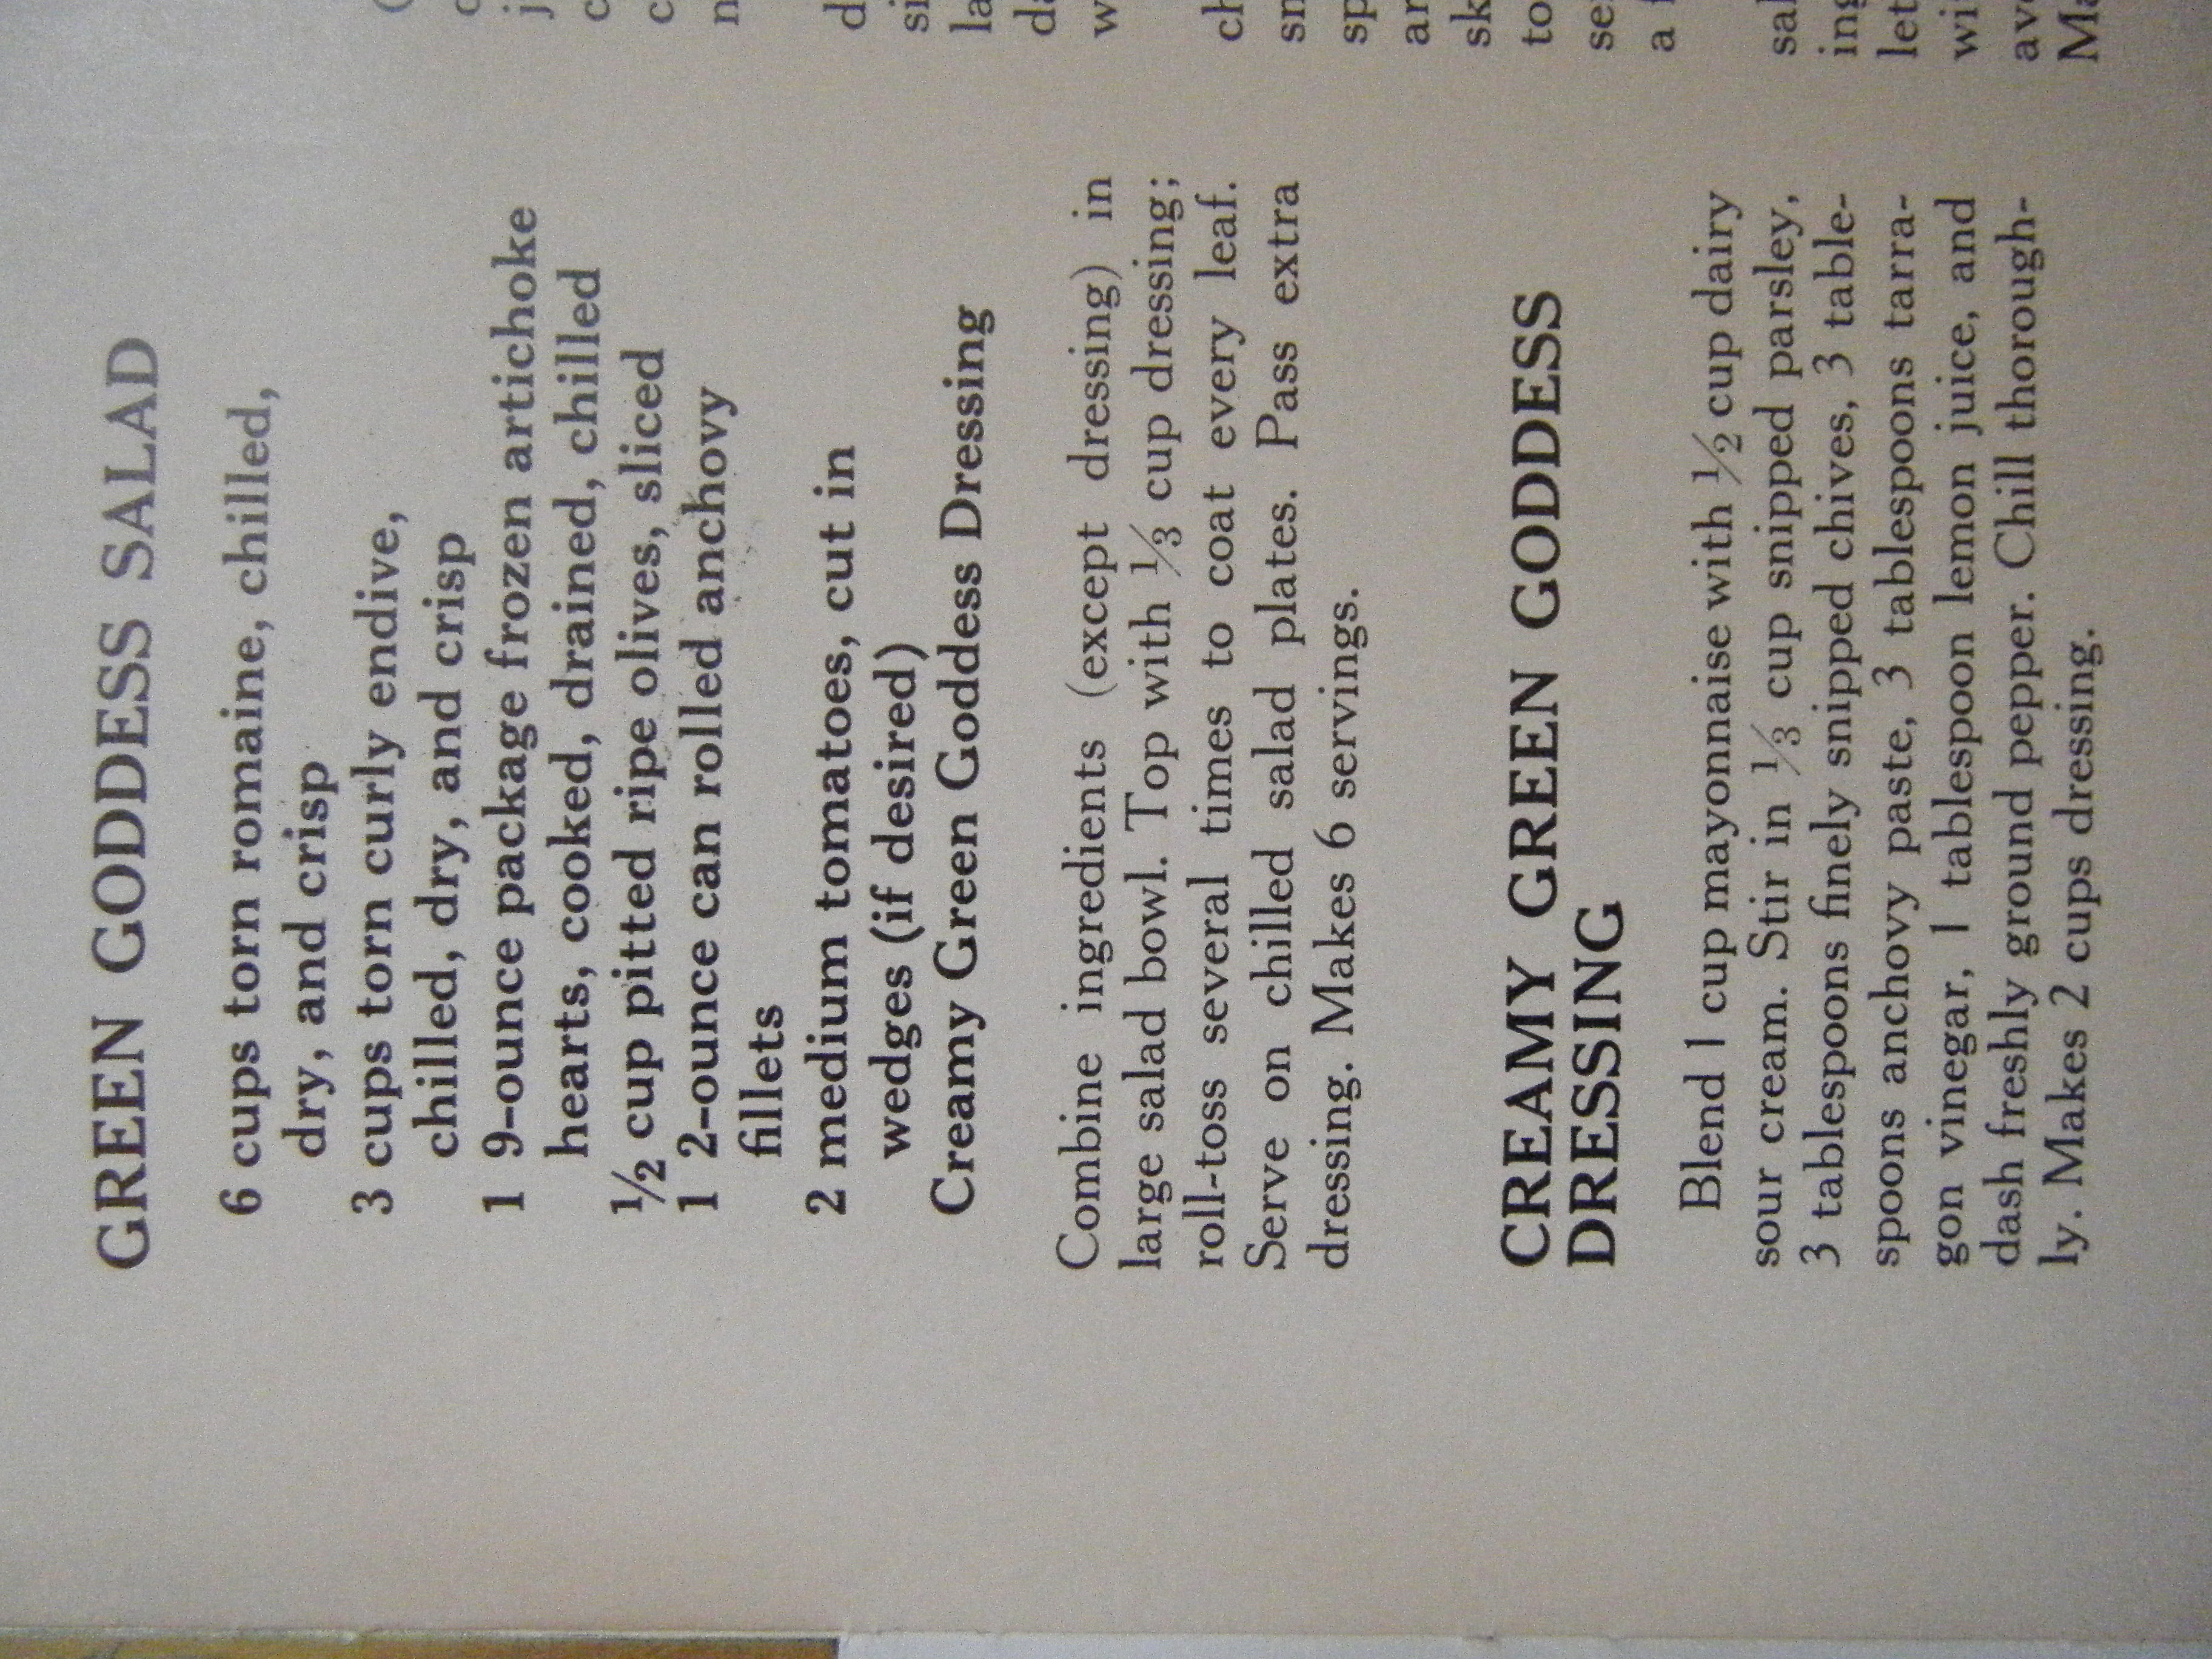 GREEN GODDESS SALAD
6 cups torn romaine, chilled,
dry, and crisp
3 cups torn curly endive,
chilled, dry, and crisp
1 9-ounce package frozen artichoke
hearts, cooked, drained, chilled
½ cup pitted ripe olives, sliced
1 2-ounce can rolled anchovy
fillets
2 medium tomatoes, cut in
wedges (if desired)
Creamy Green Goddess Dressing
Combine ingredients (except dressing) in
large salad bowl. Top with ⅓ cup dressing;
roll-toss several times to coat every leaf.
Serve on chilled salad plates. Pass extra
dressing. Makes 6 servings.
CREAMY GREEN GODDESS
DRESSING
Blend 1 cup mayonnaise with ½ cup dairy
sour cream. Stir in ⅓ cup snipped parsley,
3 tablespoons finely snipped chives, 3 table-
spoons anchovy paste, 3 tablespoons tarra-
gon vinegar, 1 tablespoon lemon juice, and
dash freshly ground pepper. Chill thorough-
ly. Makes 2 cups dressing.